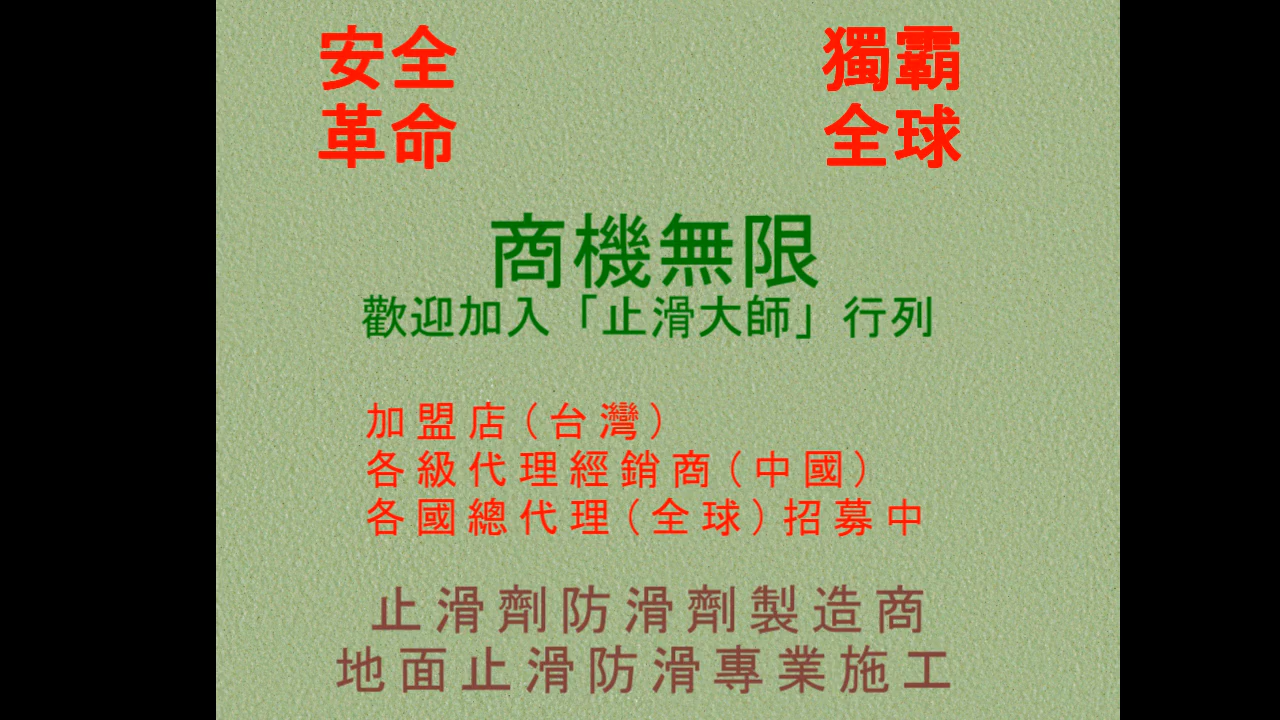 安全
革命
獨霸
全球
商機無限
歡迎加入「止滑大師」行列
加盟店(台灣)
各級代理經銷商(中國)
各國總代理(全球)招募中
止滑劑防滑劑製造商
地面止滑防滑專業施工